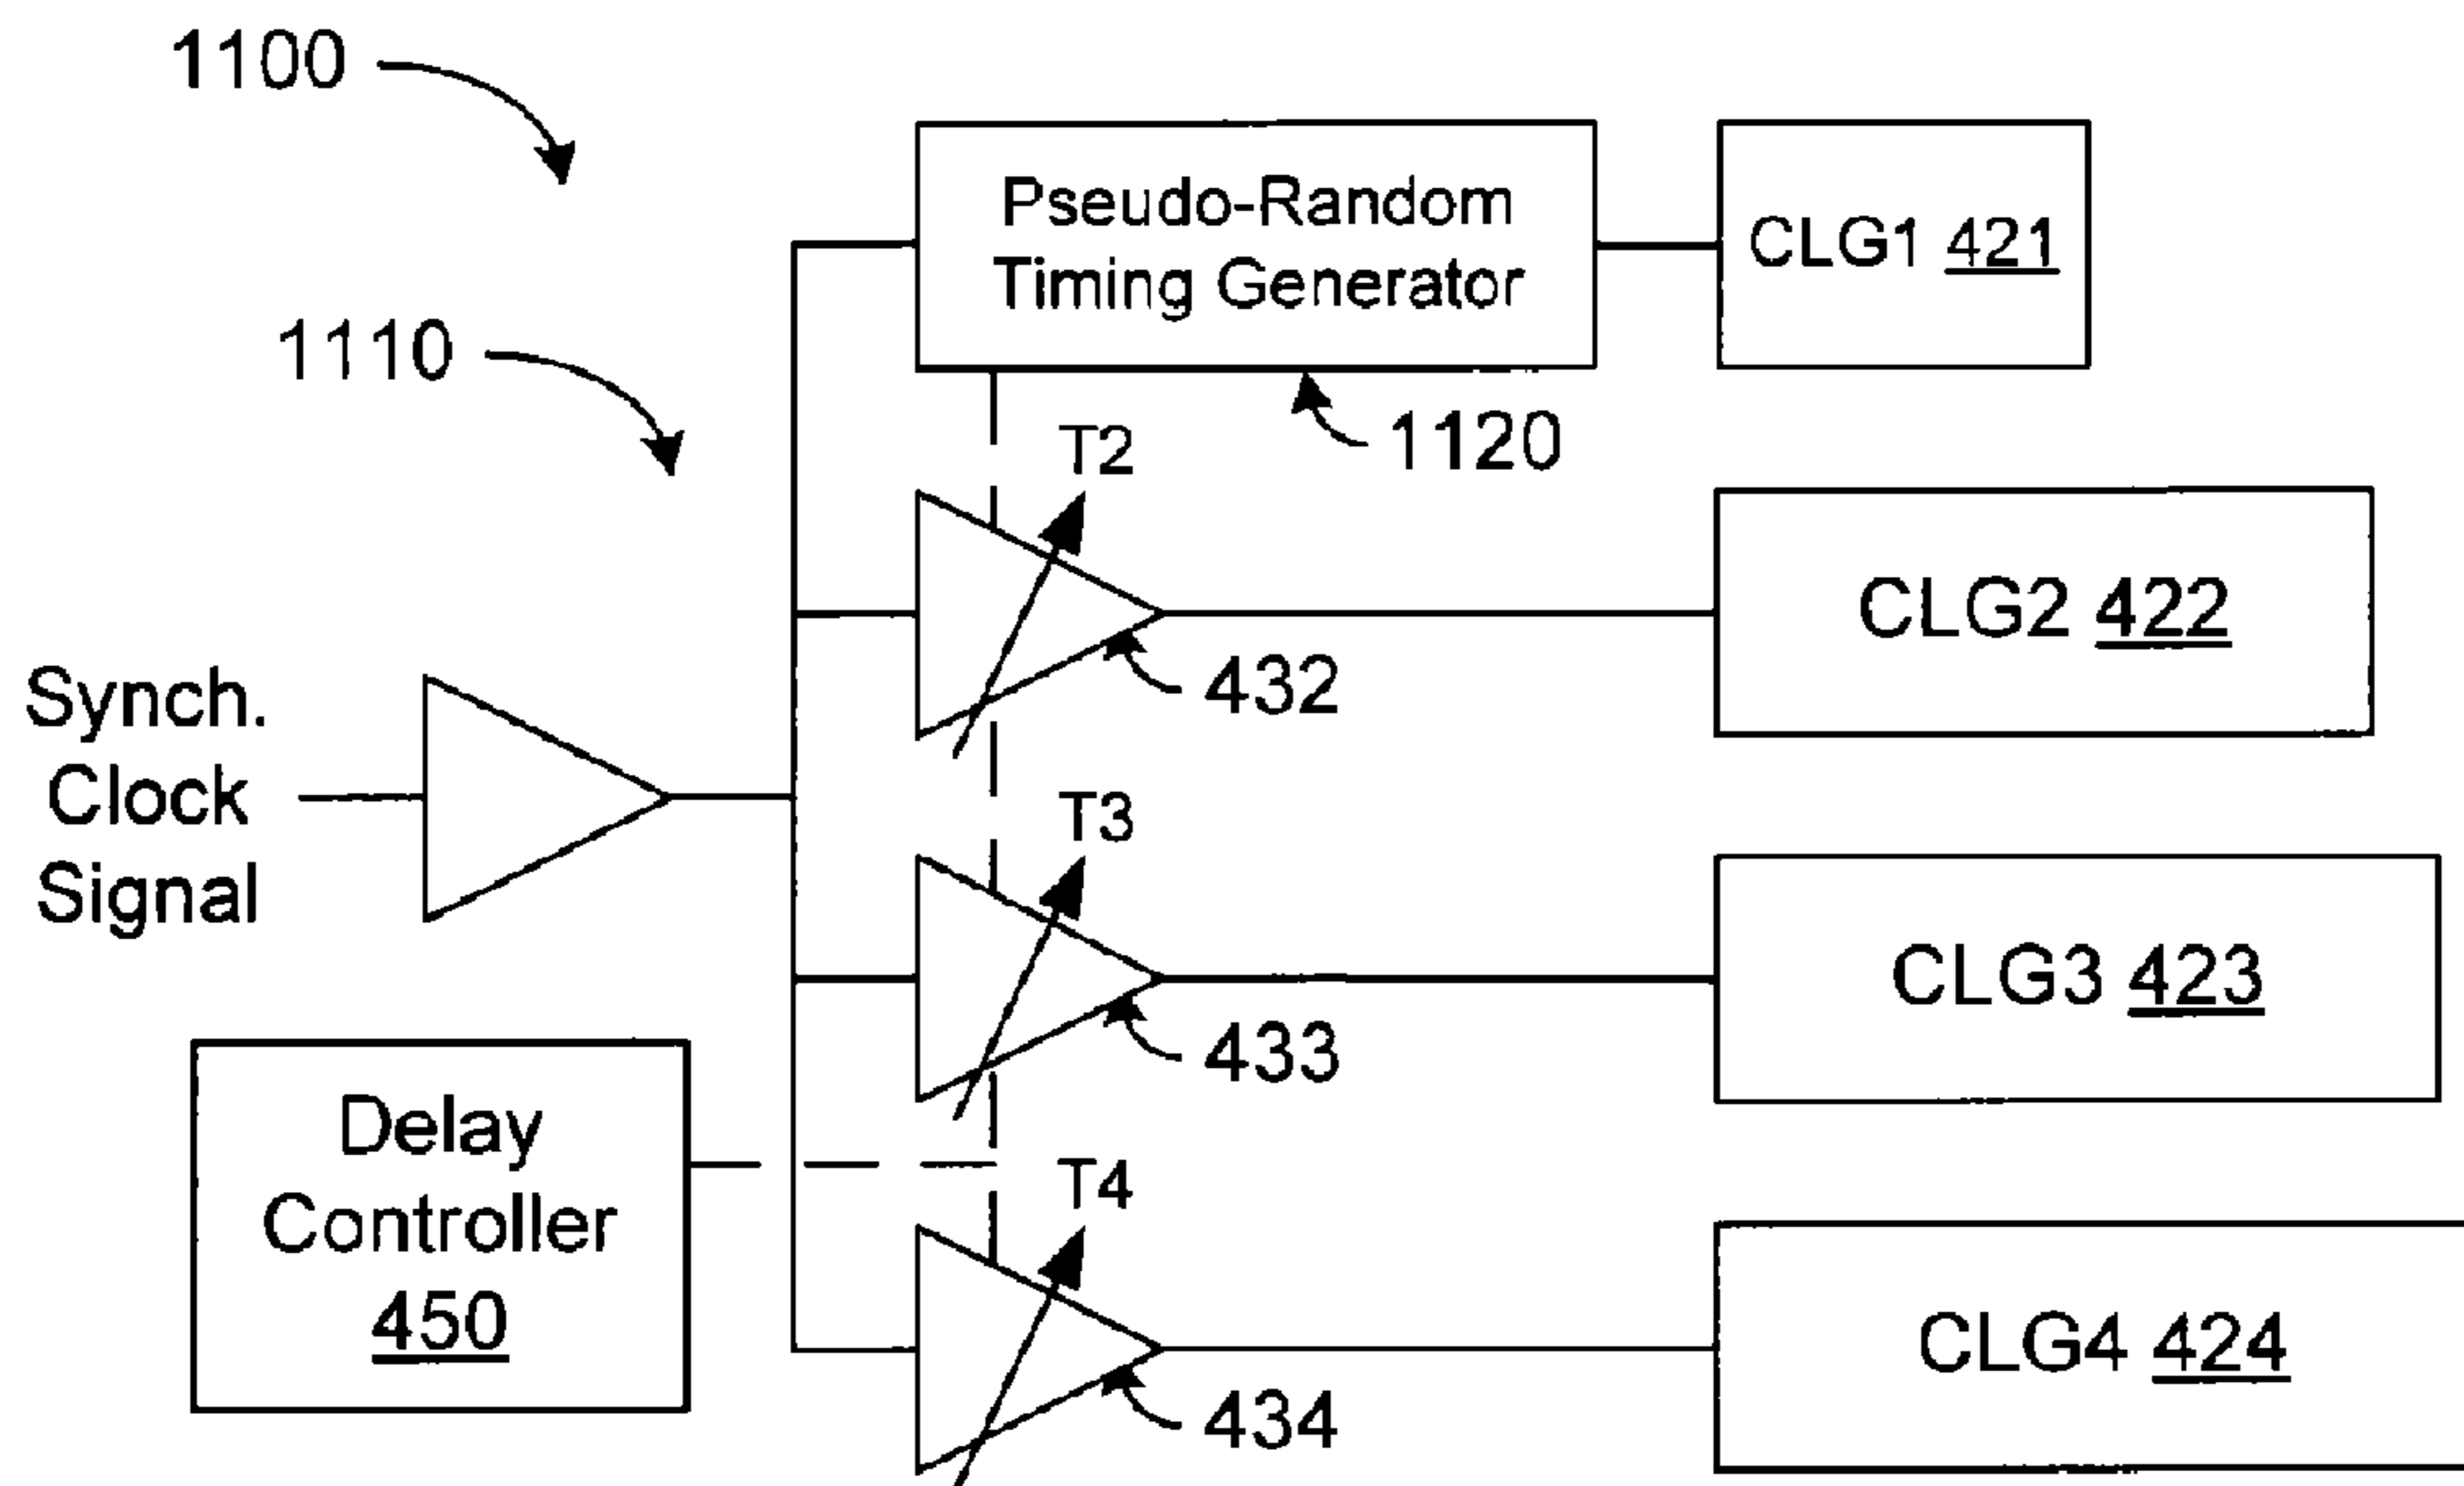 1100
Pseudo-Random
Timing Generator
CLG1 421
1110
1120
T2
CLG2 422
432
Synch.
Clock
Signal
T3
CLG3 423
433
Delay
Controller
450
T4
CLG4 424
434